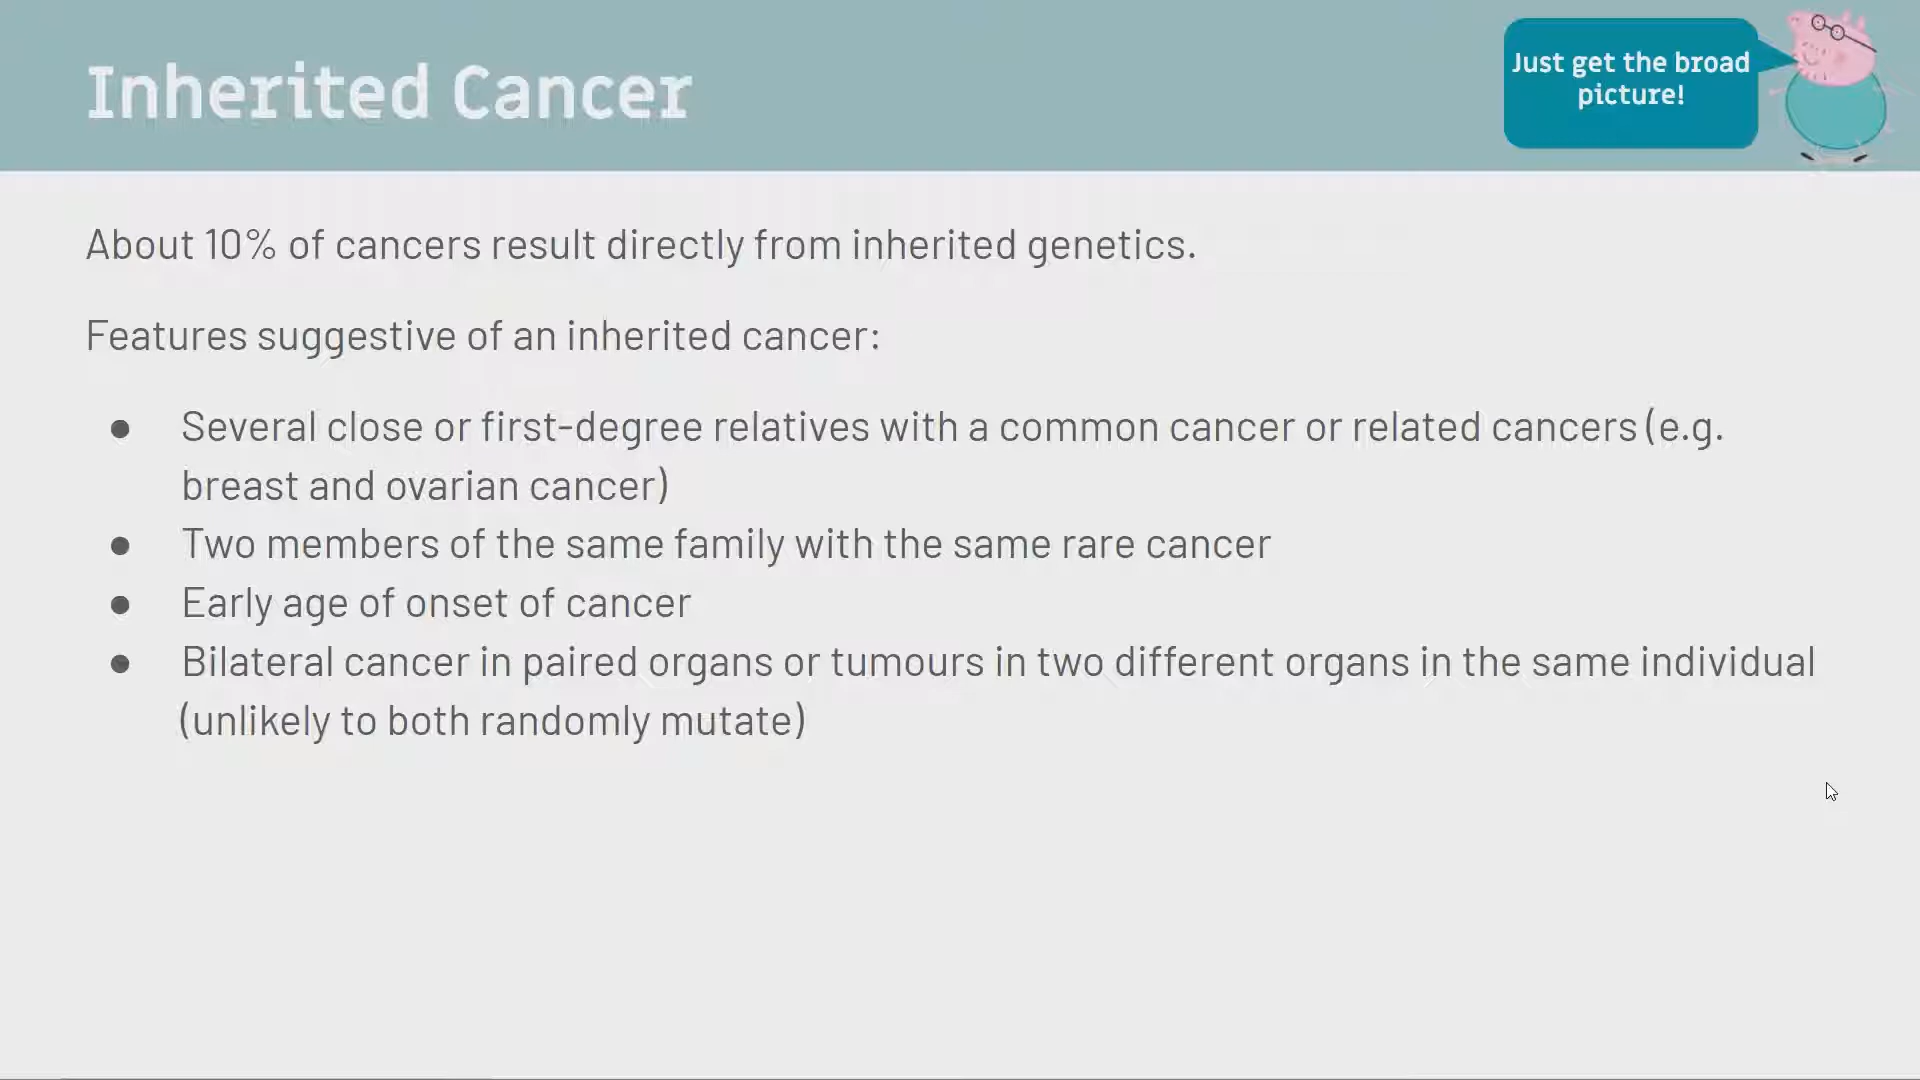 Inherited Cancer
Just get the broad
picture!
About 10% of cancers result directly from inherited genetics.
Features suggestive of an inherited cancer:
● Several close or first-degree relatives with a common cancer or related cancers (e.g.
breast and ovarian cancer)
● Two members of the same family with the same rare cancer
● Early age of onset of cancer
● Bilateral cancer in paired organs or tumours in two different organs in the same individual
(unlikely to both randomly mutate)